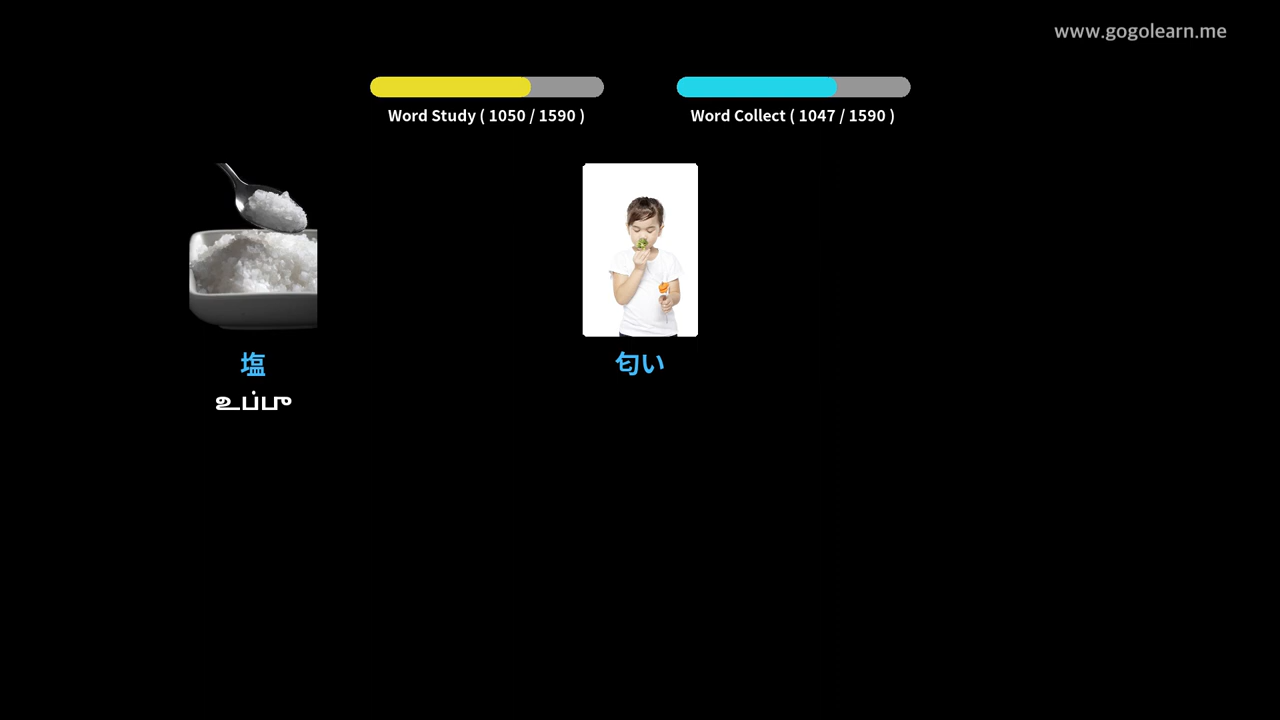 www.gogolearn.me
Word Study ( 1050 / 1590 )
Word Collect ( 1047 / 1590 )
塩
உப்பு
匂い